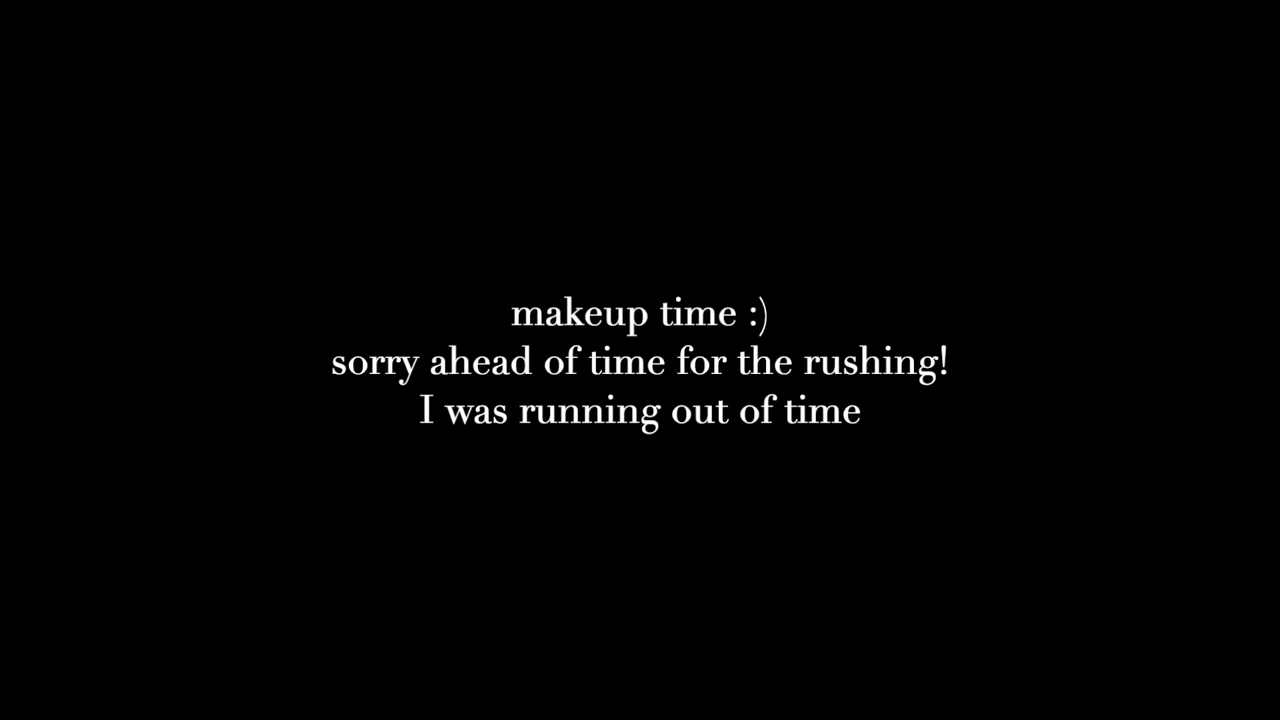 makeup time :)
sorry ahead of time for the rushing!
I was running out of time